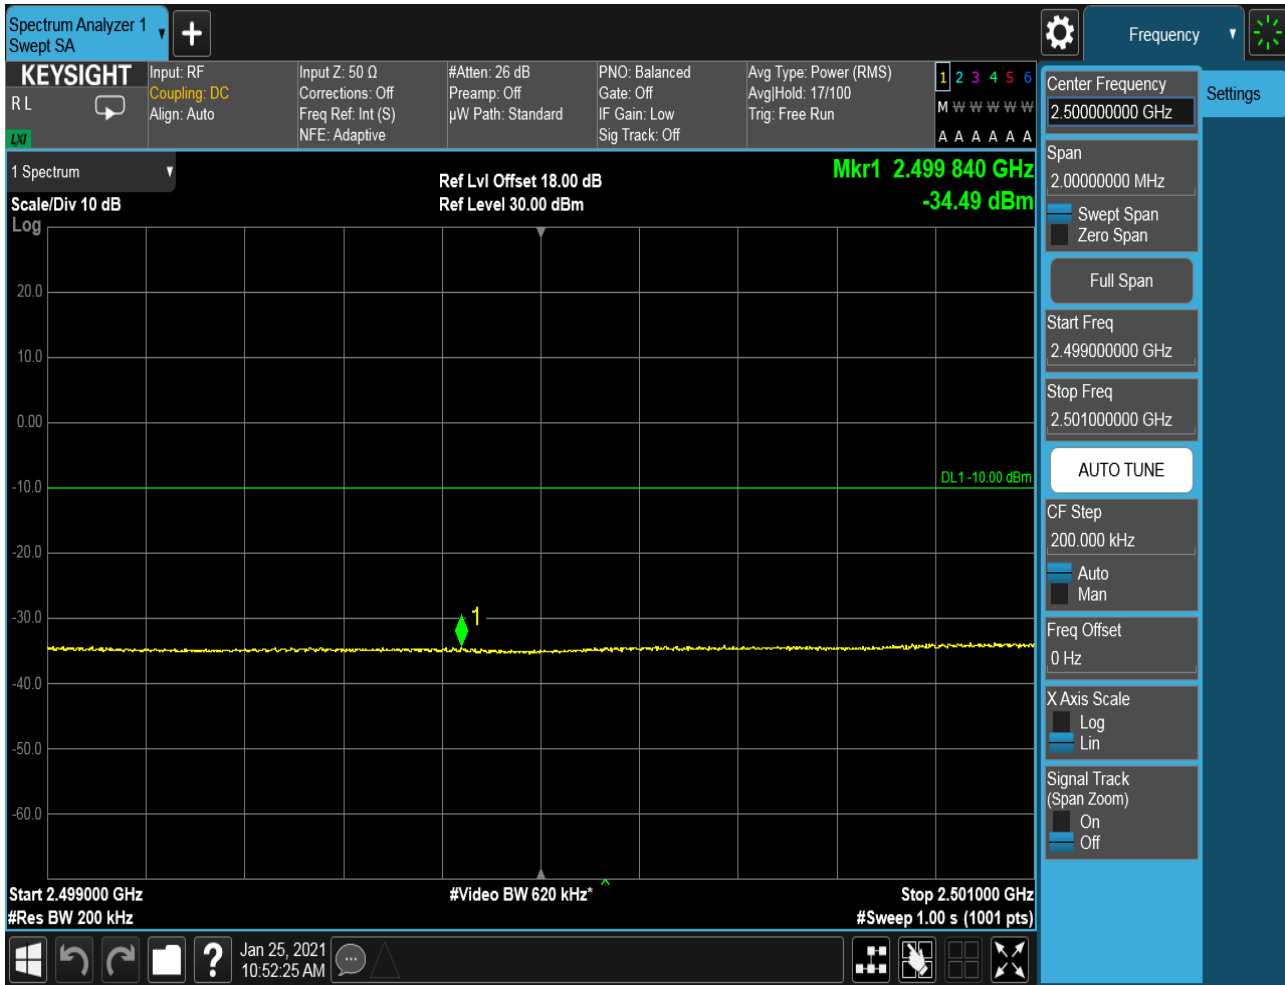 Spectrum Analyzer 1
Swept SA
Frequency
KEYSIGHT
R L
LXI
Input: RF
Coupling: DC
Align: Auto
Input Z: 50 Ω
Corrections: Off
Freq Ref: Int (S)
NFE: Adaptive
#Atten: 26 dB
Preamp: Off
µW Path: Standard
PNO: Balanced
Gate: Off
IF Gain: Low
Sig Track: Off
Avg Type: Power (RMS)
Avg|Hold: 17/100
Trig: Free Run
1 2 3 4 5 6
M W W W W W
A A A A A A
1 Spectrum
Scale/Div 10 dB
Log
Ref Lvl Offset 18.00 dB
Ref Level 30.00 dBm
Mkr1 2.499 840 GHz
-34.49 dBm
20.0
10.0
0.00
-10.0
-20.0
-30.0
-40.0
-50.0
-60.0
DL1 -10.00 dBm
1
Start 2.499000 GHz
#Res BW 200 kHz
#Video BW 620 kHz*
Stop 2.501000 GHz
#Sweep 1.00 s (1001 pts)
Center Frequency
2.500000000 GHz
Span
2.00000000 MHz
Swept Span
Zero Span
Full Span
Start Freq
2.499000000 GHz
Stop Freq
2.501000000 GHz
AUTO TUNE
CF Step
200.000 kHz
Auto
Man
Freq Offset
0 Hz
X Axis Scale
Log
Lin
Signal Track
(Span Zoom)
On
Off
Settings
?
Jan 25, 2021
10:52:25 AM